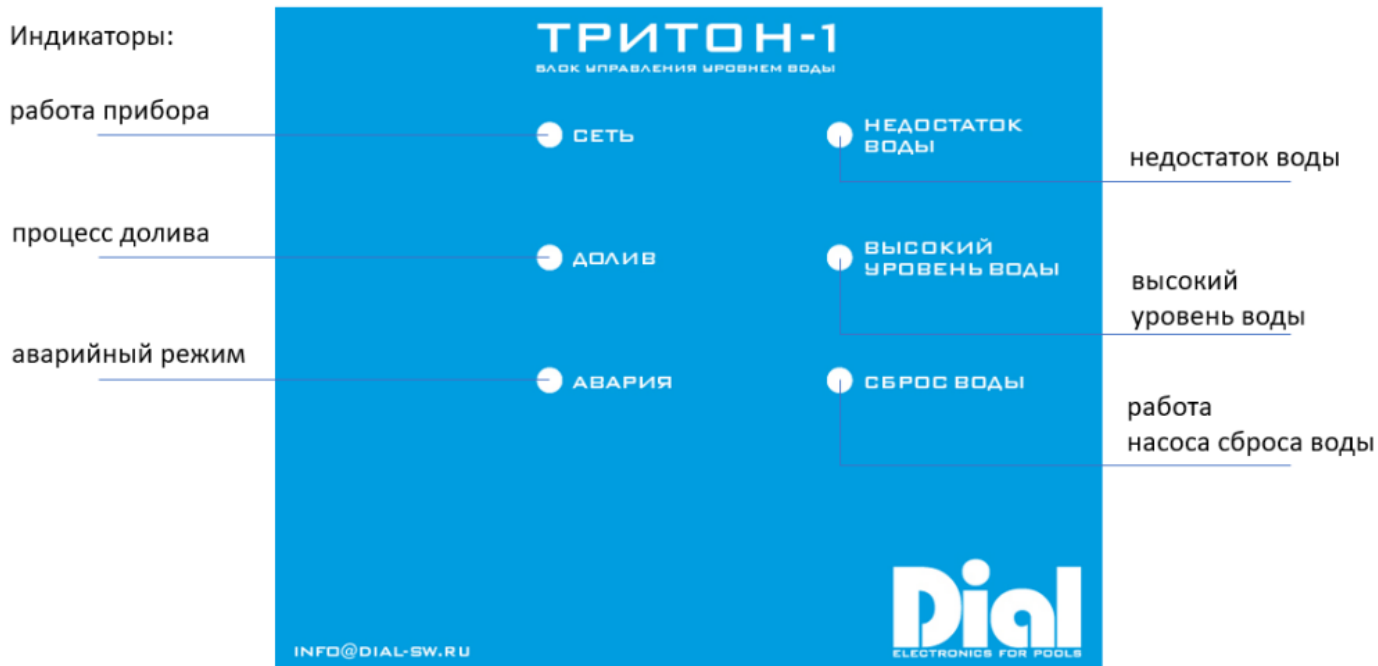 Индикаторы:
ТРИТОН-1
БЛОК УПРАВЛЕНИЯ УРОВНЕМ ВОДЫ
работа прибора
СЕТЬ
НЕДОСТАТОК
ВОДЫ
недостаток воды
процесс долива
ДОЛИВ
ВЫСОКИЙ
УРОВЕНЬ ВОДЫ
высокий
уровень воды
аварийный режим
АВАРИЯ
СБРОС ВОДЫ
работа
насоса сброса воды
Dial
ELECTRONICS FOR POOLS
INFO@DIAL-SW.RU